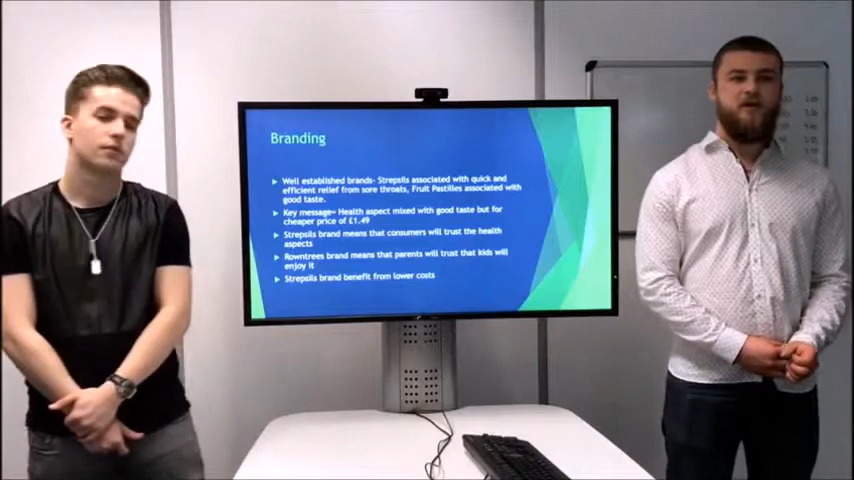 Branding
Well established brands- Strepsils associated with quick and
efficient relief from sore throats, Fruit Pastilles associated with
good taste.
Key message= Health aspect mixed with good taste but for
cheaper price of £1.49
Strepsils brand means that consumers will trust the health
aspects
Rowntrees brand means that parents will trust that kids will
enjoy it
Strepsils brand benefit from lower costs